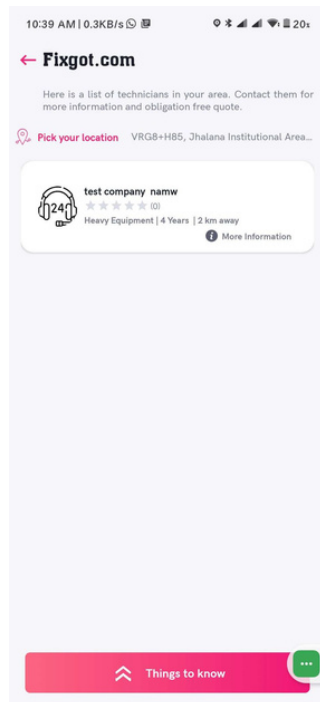 10:39 AM | 0.3KB/s
20%
Fixgot.com
Here is a list of technicians in your area. Contact them for
more information and obligation free quote.
Pick your location VRG8+H85, Jhalana Institutional Area...
24
test company namw
(0)
Heavy Equipment | 4 Years | 2 km away
More Information
Things to know